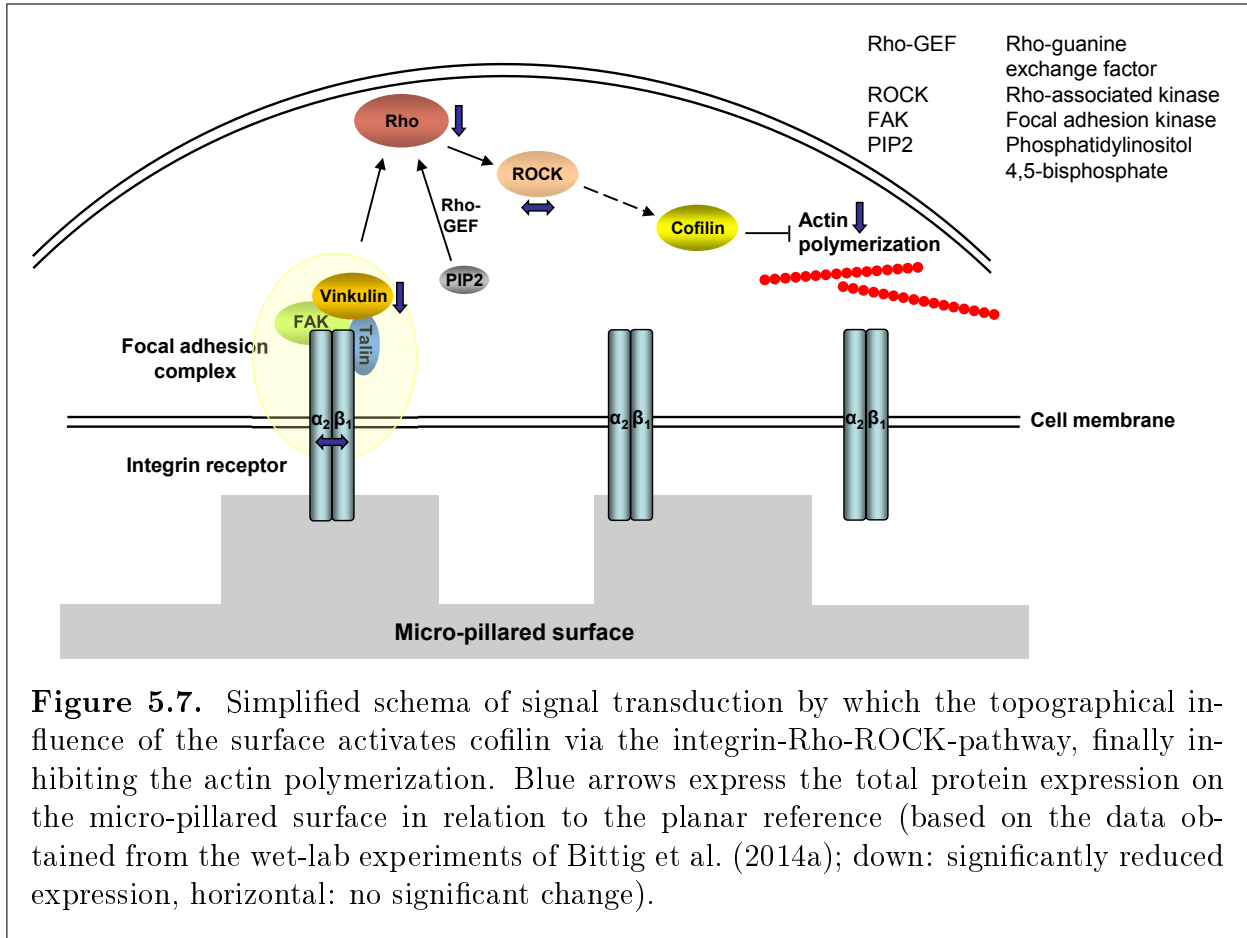 Rho-GEF Rho-guanine
exchange factor
ROCK Rho-associated kinase
FAK Focal adhesion kinase
PIP2 Phosphatidylinositol
4,5-bisphosphate
Rho
ROCK
Rho-
GEF
Cofilin
Actin
polymerization
PIP2
Vinkulin
FAK
Talin
Focal adhesion
complex
α2 β1
α2 β1
α2 β1
Cell membrane
Integrin receptor
Micro-pillared surface
Figure 5.7. Simplified schema of signal transduction by which the topographical in-
fluence of the surface activates cofilin via the integrin-Rho-ROCK-pathway, finally in-
hibiting the actin polymerization. Blue arrows express the total protein expression on
the micro-pillared surface in relation to the planar reference (based on the data ob-
tained from the wet-lab experiments of Bittig et al. (2014a); down: significantly reduced
expression, horizontal: no significant change).